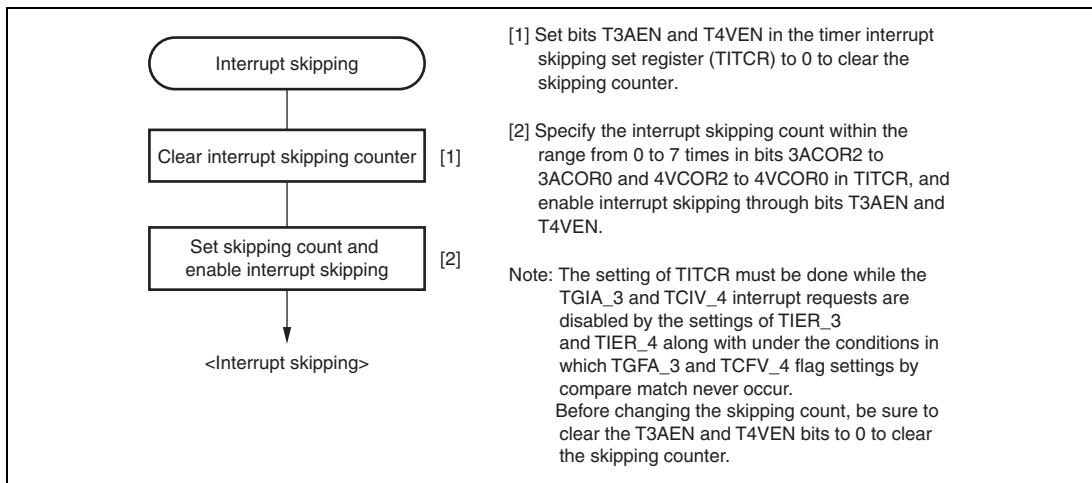 Interrupt skipping
Clear interrupt skipping counter
[1]
Set skipping count and
enable interrupt skipping
[2]
<Interrupt skipping>
[1] Set bits T3AEN and T4VEN in the timer interrupt
skipping set register (TITCR) to 0 to clear the
skipping counter.
[2] Specify the interrupt skipping count within the
range from 0 to 7 times in bits 3ACOR2 to
3ACOR0 and 4VCOR2 to 4VCOR0 in TITCR, and
enable interrupt skipping through bits T3AEN and
T4VEN.
Note: The setting of TITCR must be done while the
TGIA_3 and TCIV_4 interrupt requests are
disabled by the settings of TIER_3
and TIER_4 along with under the conditions in
which TGFA_3 and TCFV_4 flag settings by
compare match never occur.
Before changing the skipping count, be sure to
clear the T3AEN and T4VEN bits to 0 to clear
the skipping counter.